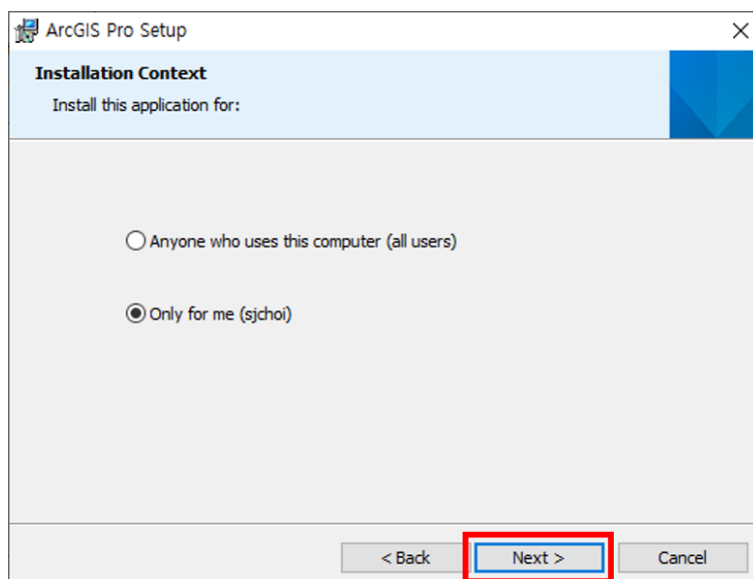 ArcGIS Pro Setup
Installation Context
Install this application for:
Anyone who uses this computer (all users)
Only for me (sjchoi)
< Back Next > Cancel